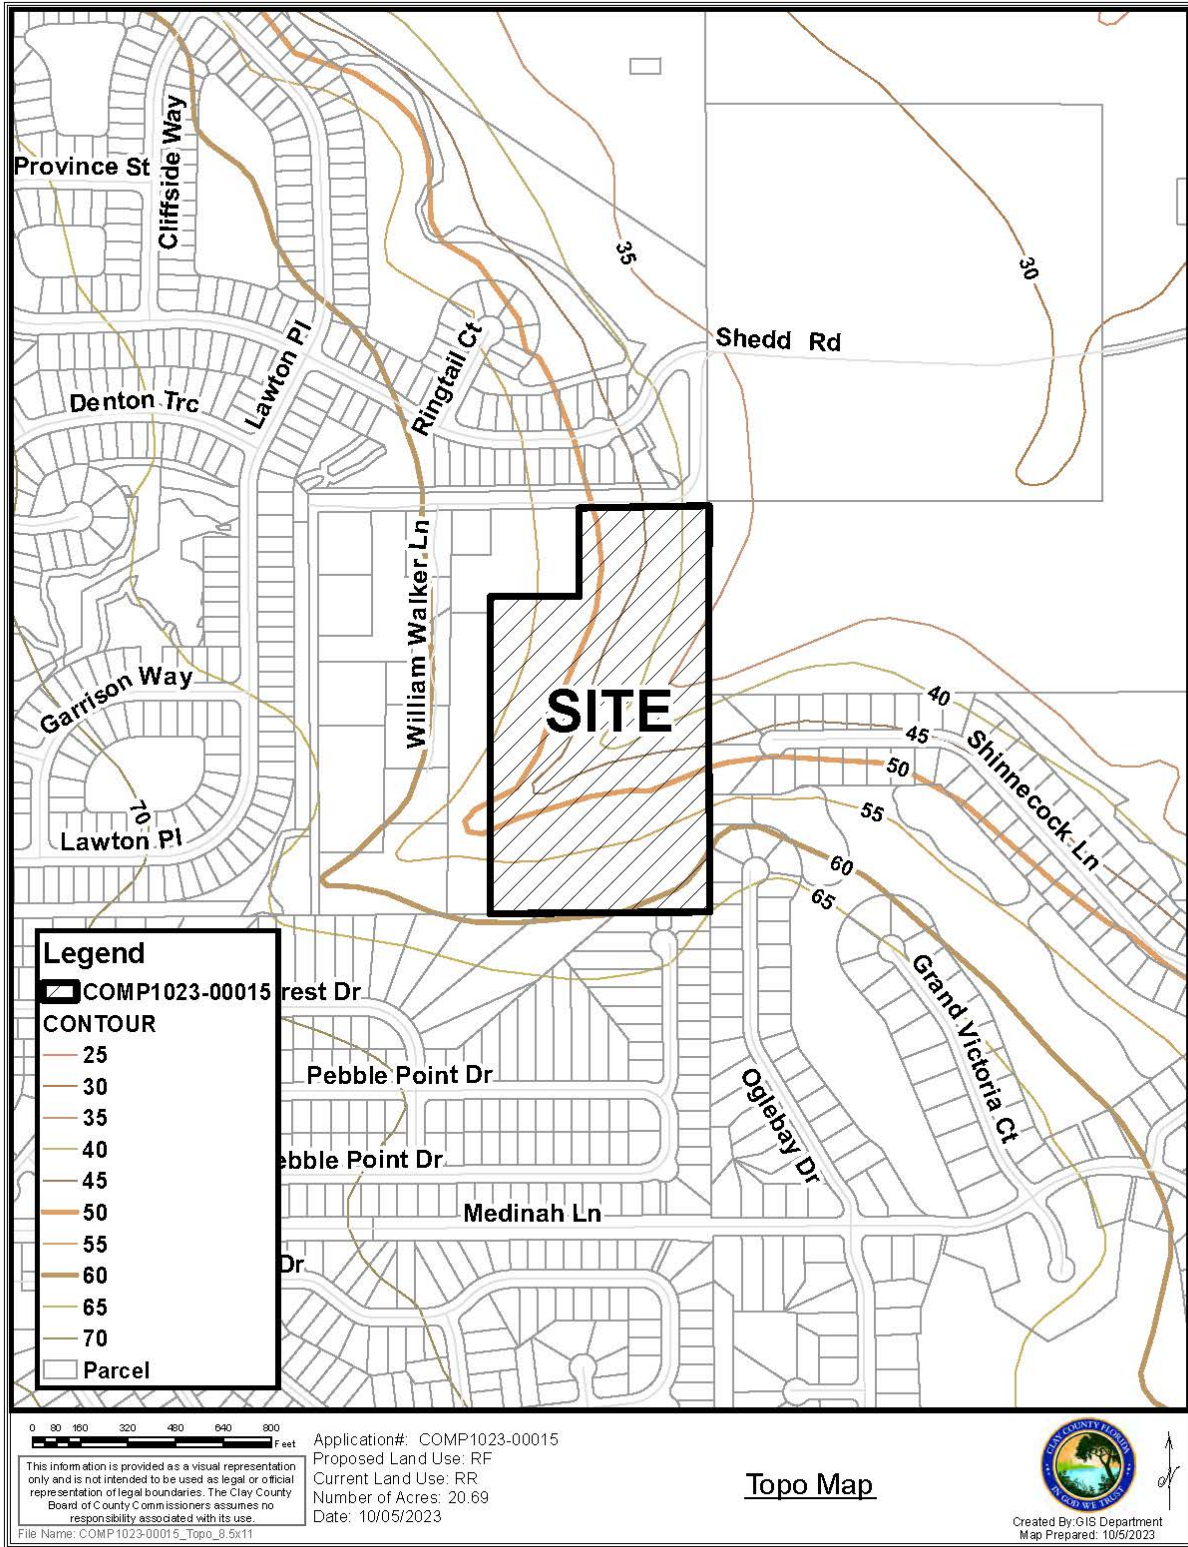 Province St
Cliffside Way
35
30
Shedd Rd
Lawton Pl
Ringtail Ct
Denton Trc
William Walker Ln
Garrison Way
SITE
40
45
Shinnecock Ln
50
55
70
Lawton Pl
60
65
Grand Victoria Ct
Legend
COMP1023-00015
rest Dr
CONTOUR
25
30
35
40
45
50
55
60
65
70
Parcel
Pebble Point Dr
Oglebay Dr
ebble Point Dr
Medinah Ln
Dr
0 80 160 320 480 640 800
Feet
This information is provided as a visual representation
only and is not intended to be used as legal or official
representation of legal boundaries. The Clay County
Board of County Commissioners assumes no
responsibility associated with its use.
File Name: COMP1023-00015_Topo_8.5x11
Application#: COMP1023-00015
Proposed Land Use: RF
Current Land Use: RR
Number of Acres: 20.69
Date: 10/05/2023
Topo Map
CLAY COUNTY FLORIDA
IN GOD WE TRUST
N
Created By:GIS Department
Map Prepared: 10/5/2023